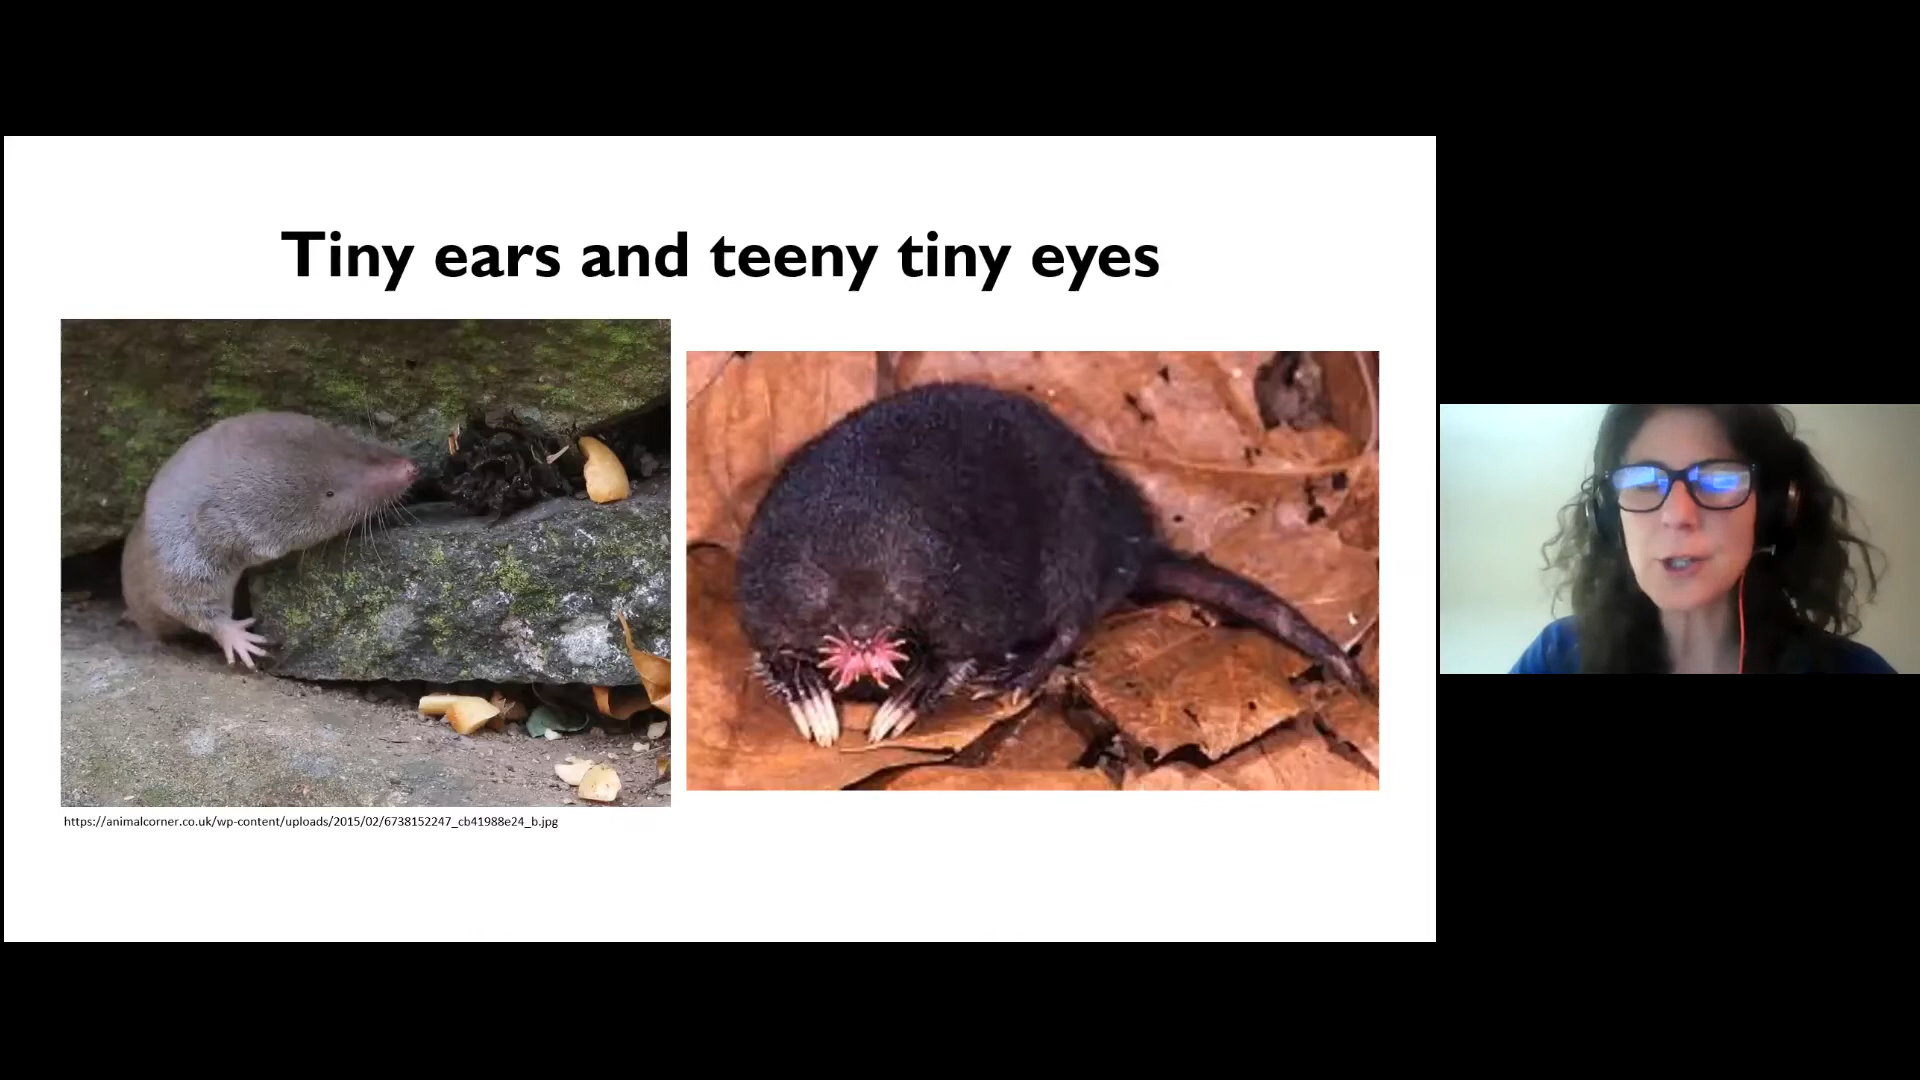 Tiny ears and teeny tiny eyes
https://animalcorner.co.uk/wp-content/uploads/2015/02/6738152247_cb41988e24_b.jpg